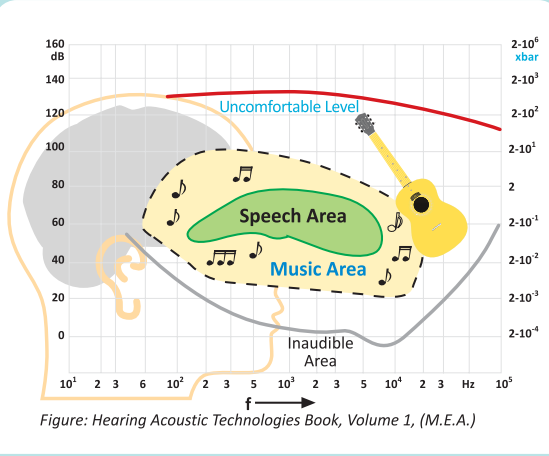 160
dB
140
120
100
80
60
40
20
0
2·10⁶
xbar
2·10³
2·10²
2·10¹
2
2·10⁻¹
2·10⁻²
2·10⁻³
2·10⁻⁴
Uncomfortable Level
Speech Area
Music Area
Inaudible
Area
10¹ 2 3 6 10² 2 3 5 10³ 2 3 5 10⁴ 2 3 Hz 10⁵
f
Figure: Hearing Acoustic Technologies Book, Volume 1, (M.E.A.)